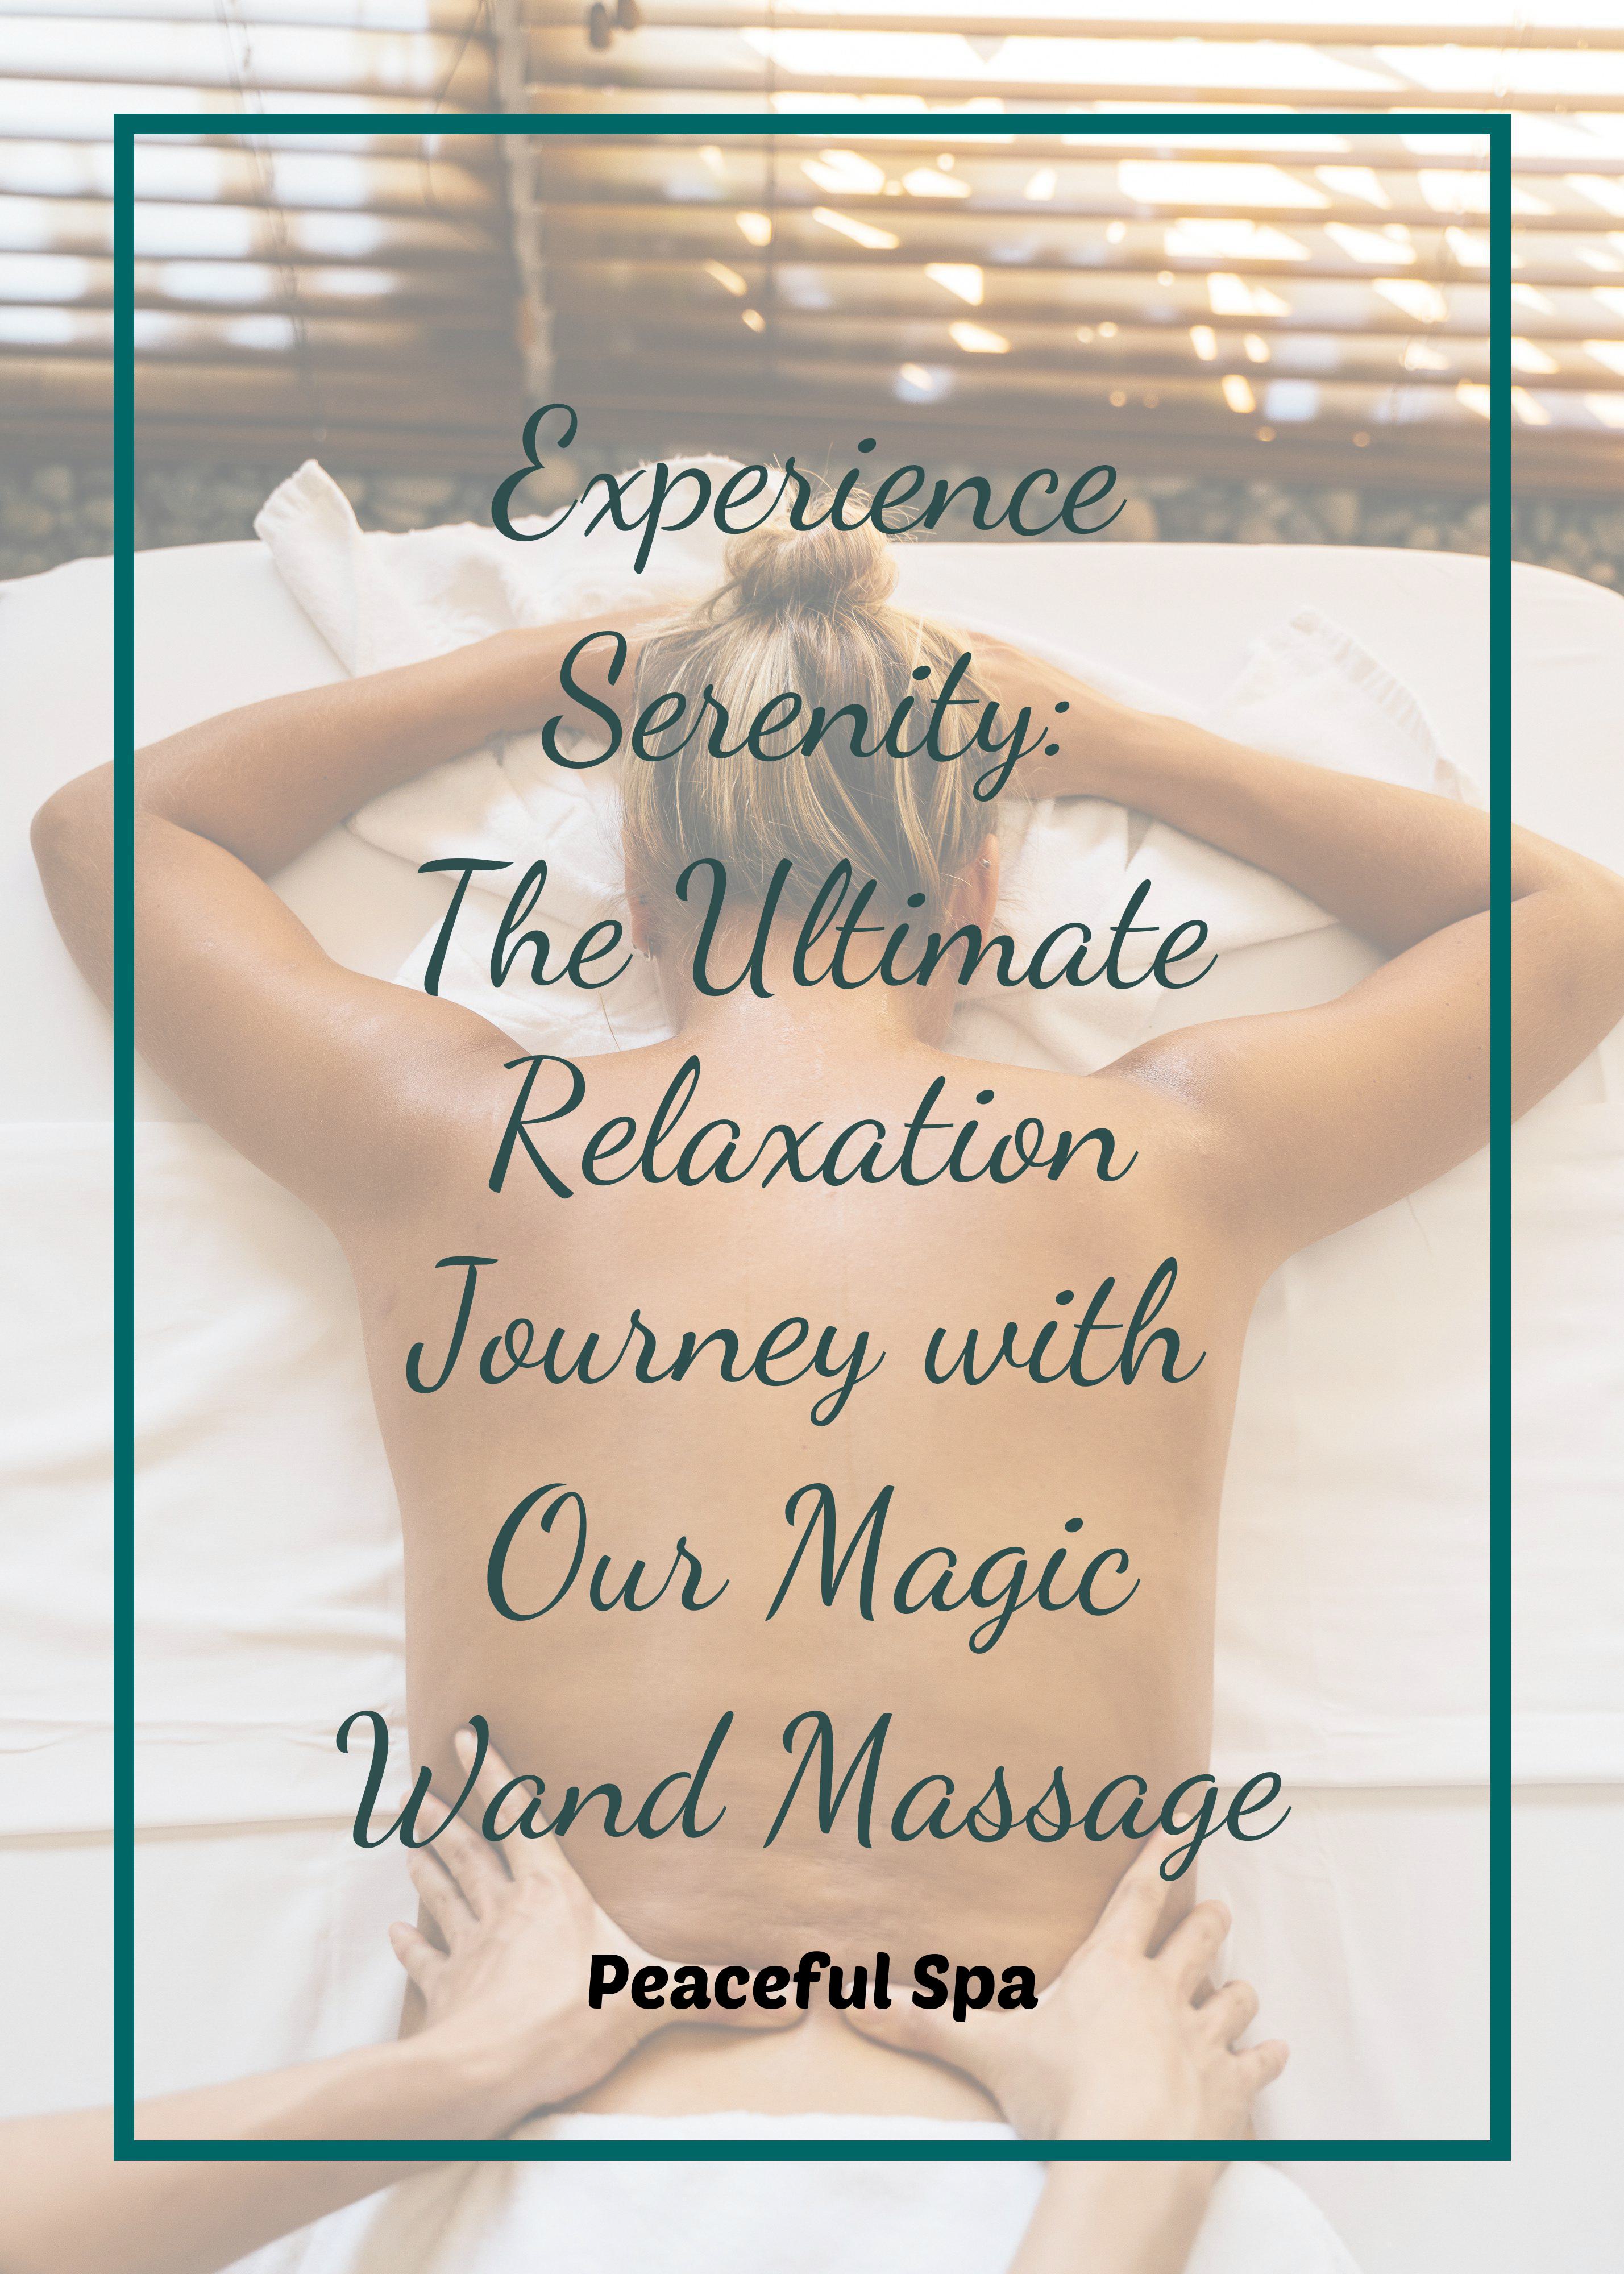 Experience
Serenity:
The Ultimate
Relaxation
Journey with
Our Magic
Wand Massage
Peaceful Spa